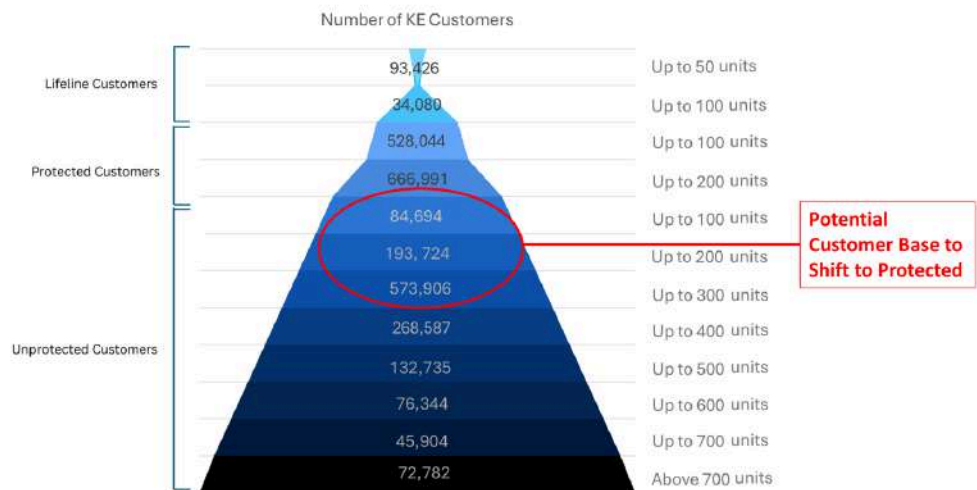 Number of KE Customers
Lifeline Customers
93,426
Up to 50 units
34,080
Up to 100 units
Protected Customers
528,044
Up to 100 units
666,991
Up to 200 units
Unprotected Customers
84,694
Up to 100 units
193,724
Up to 200 units
573,906
Up to 300 units
268,587
Up to 400 units
132,735
Up to 500 units
76,344
Up to 600 units
45,904
Up to 700 units
72,782
Above 700 units
Potential
Customer Base to
Shift to Protected